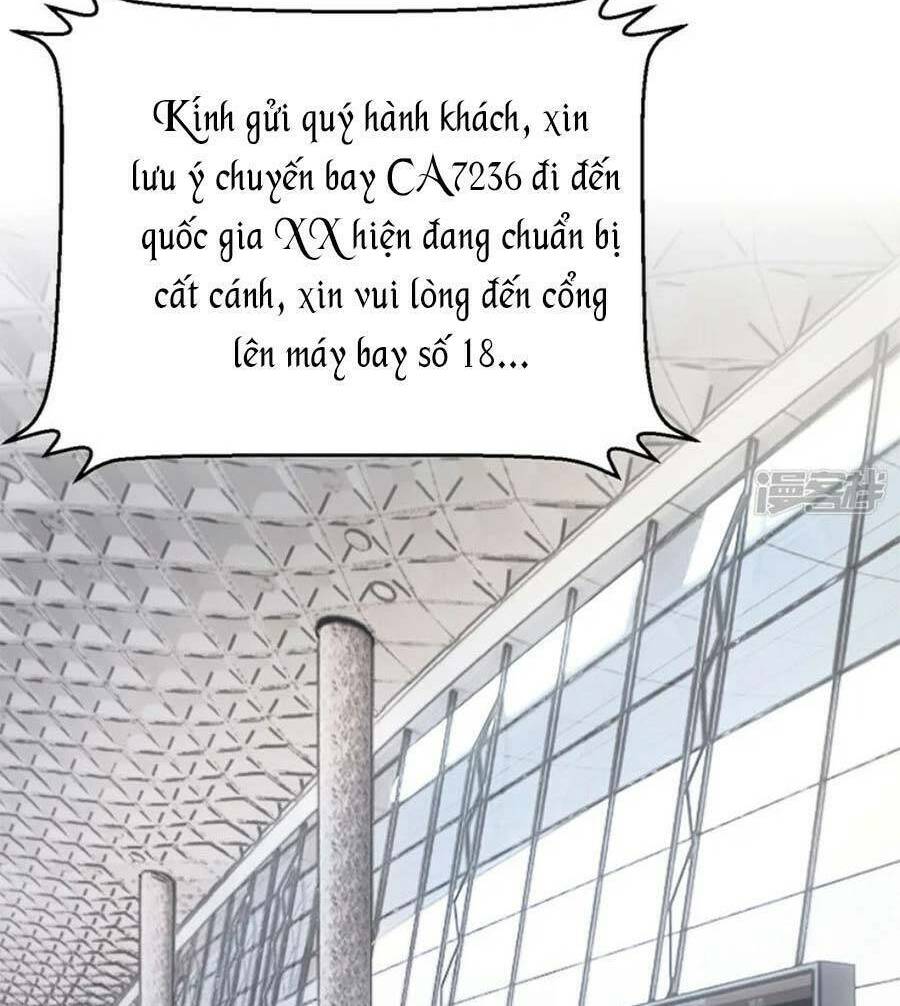 Kính gửi quý hành khách, xin
lưu ý chuyến bay CA7236 đi đến
quốc gia XX hiện đang chuẩn bị
cất cánh, xin vui lòng đến cổng
lên máy bay số 18...
漫客栈